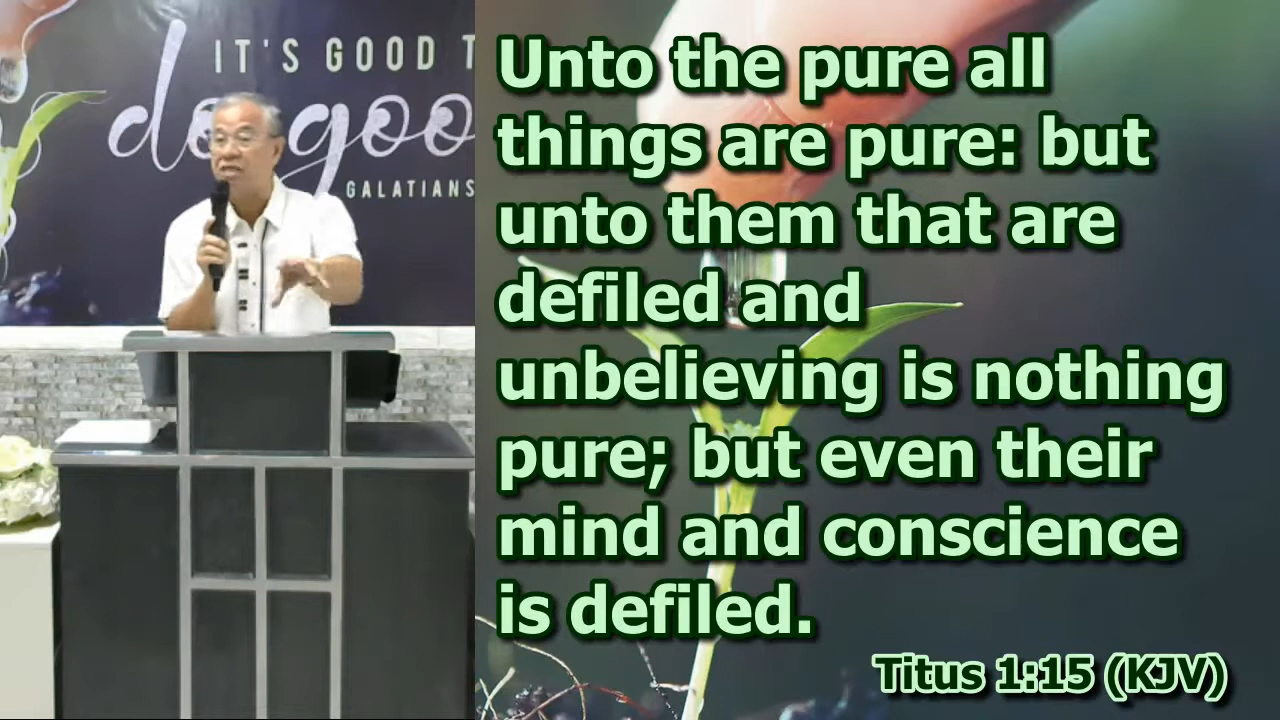 IT'S GOOD T
do goo
GALATIANS
Unto the pure all
things are pure: but
unto them that are
defiled and
unbelieving is nothing
pure; but even their
mind and conscience
is defiled.
Titus 1:15 (KJV)